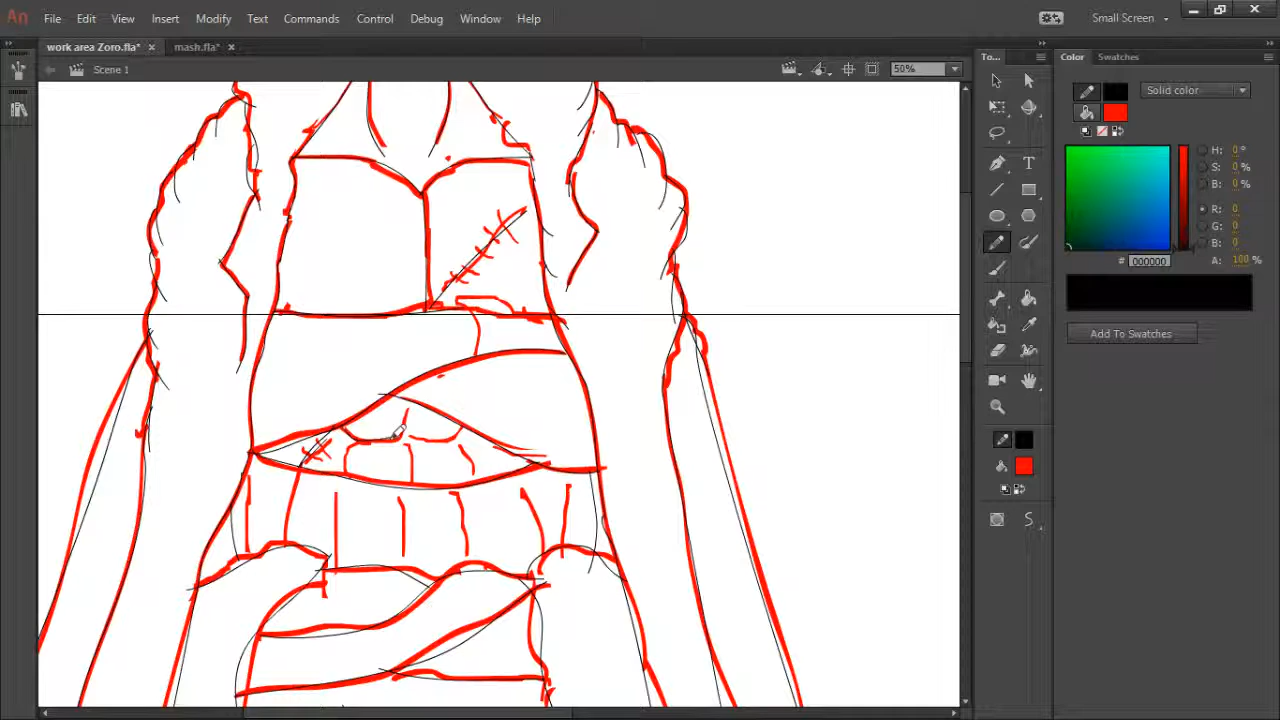 An File Edit View Insert Modify Text Commands Control Debug Window Help Small Screen
work area Zoro.fla* × mash.fla* ×
Scene 1 50%
To... Color Swatches
Solid color
H: 0 °
S: 0 %
B: 0 %
R: 0
G: 0
B: 0
# 000000 A: 100 %
Add To Swatches